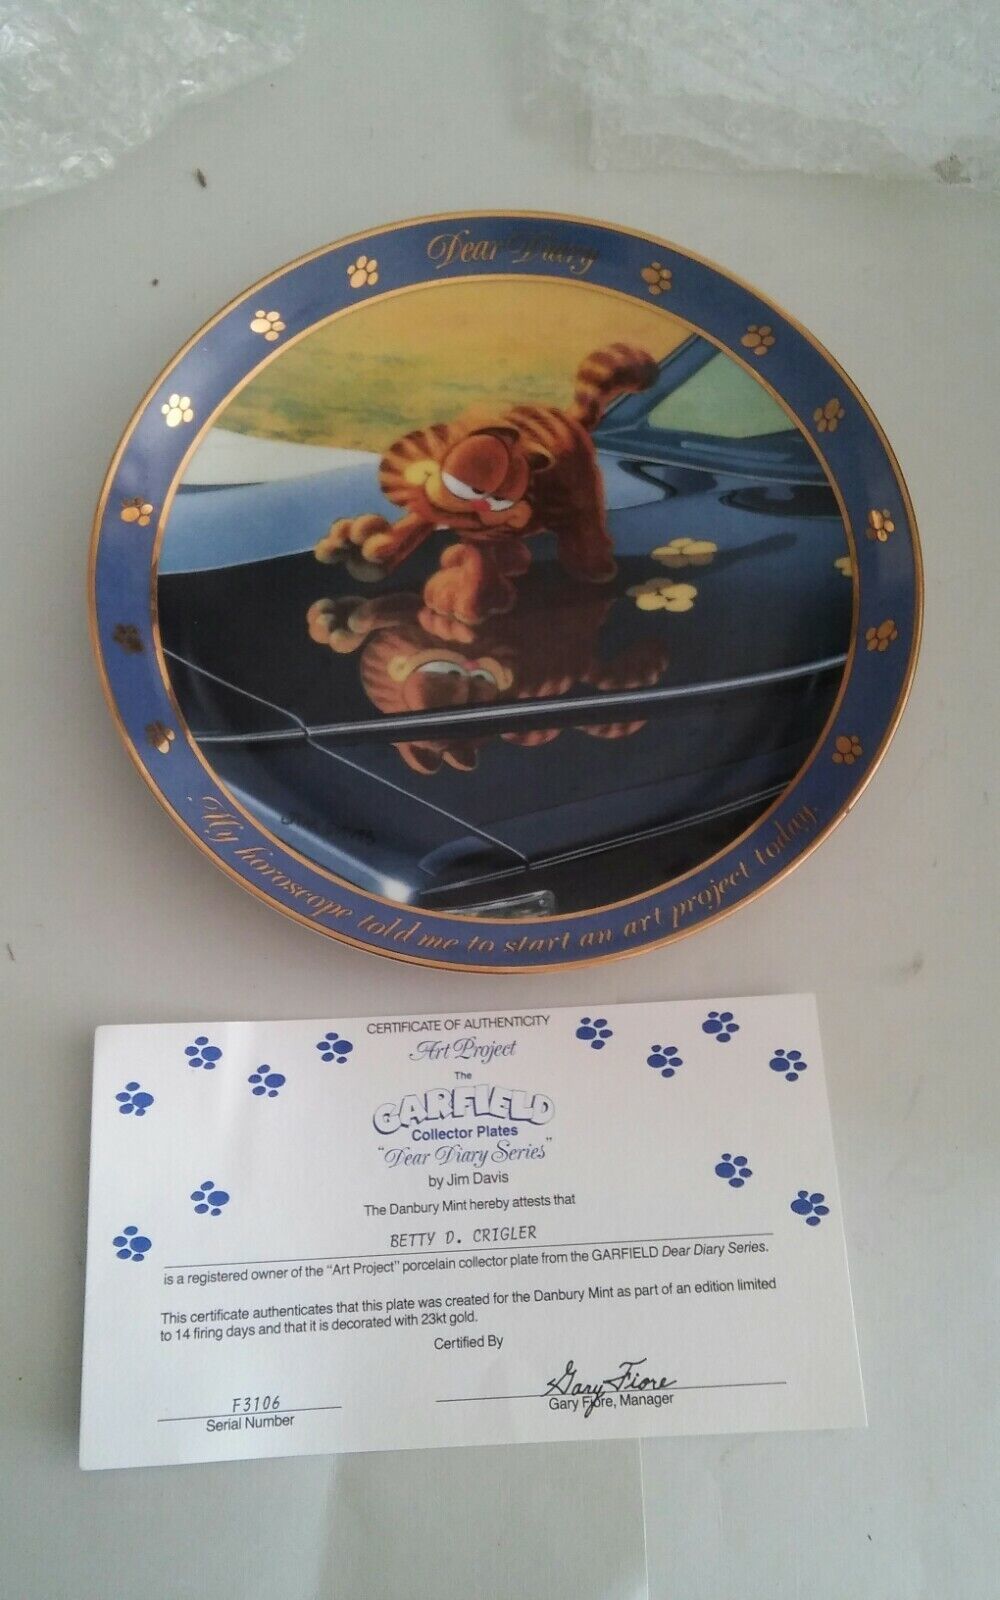 Dear Diary
My horoscope told me to start an art project today.
CERTIFICATE OF AUTHENTICITY
Art Project
The
GARFIELD
Collector Plates
"Dear Diary Series"
by Jim Davis
The Danbury Mint hereby attests that
BETTY D. CRIGLER
is a registered owner of the "Art Project" porcelain collector plate from the GARFIELD Dear Diary Series.
This certificate authenticates that this plate was created for the Danbury Mint as part of an edition limited
to 14 firing days and that it is decorated with 23kt gold.
Certified By
Gary Fiore
F3106
Gary Fiore, Manager
Serial Number